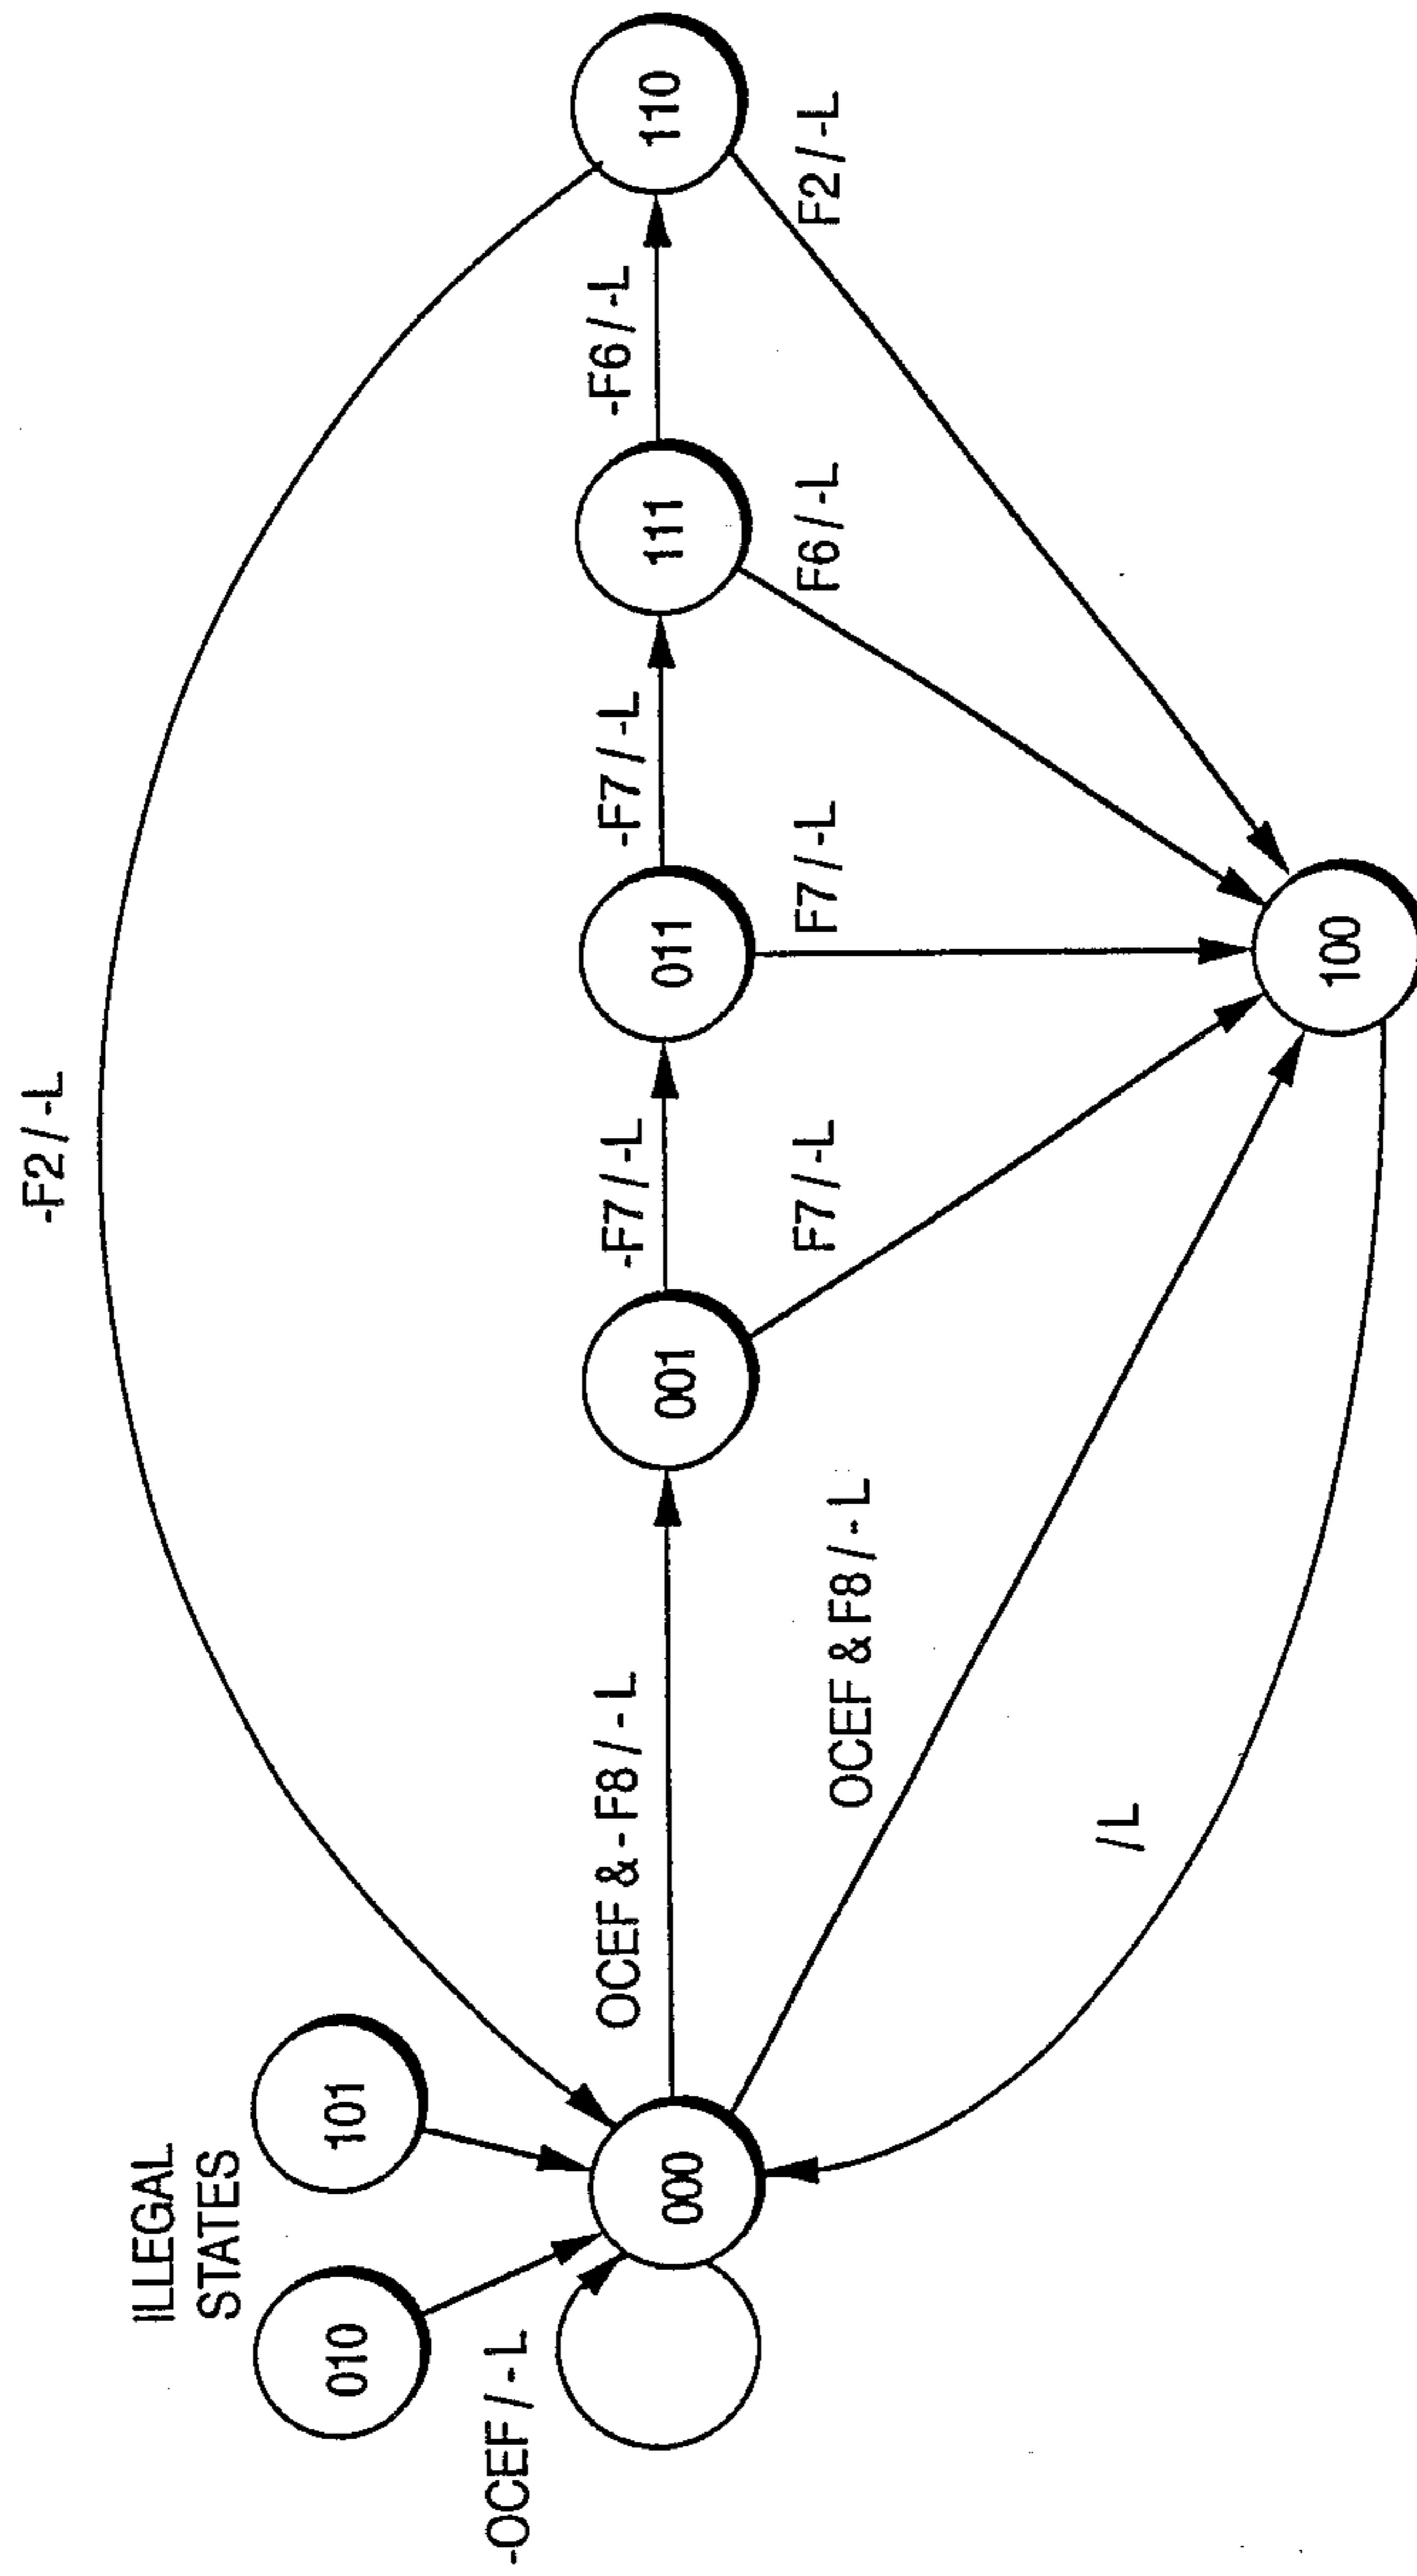 -F2 / -L
ILLEGAL
STATES
010
101
-OCEF / -L
000
OCEF & -F8 / -L
001
-F7 / -L
011
-F7 / -L
111
-F6 / -L
110
OCEF & F8 / -L
F7 / -L
F7 / -L
F6 / -L
F2 / -L
/ L
100